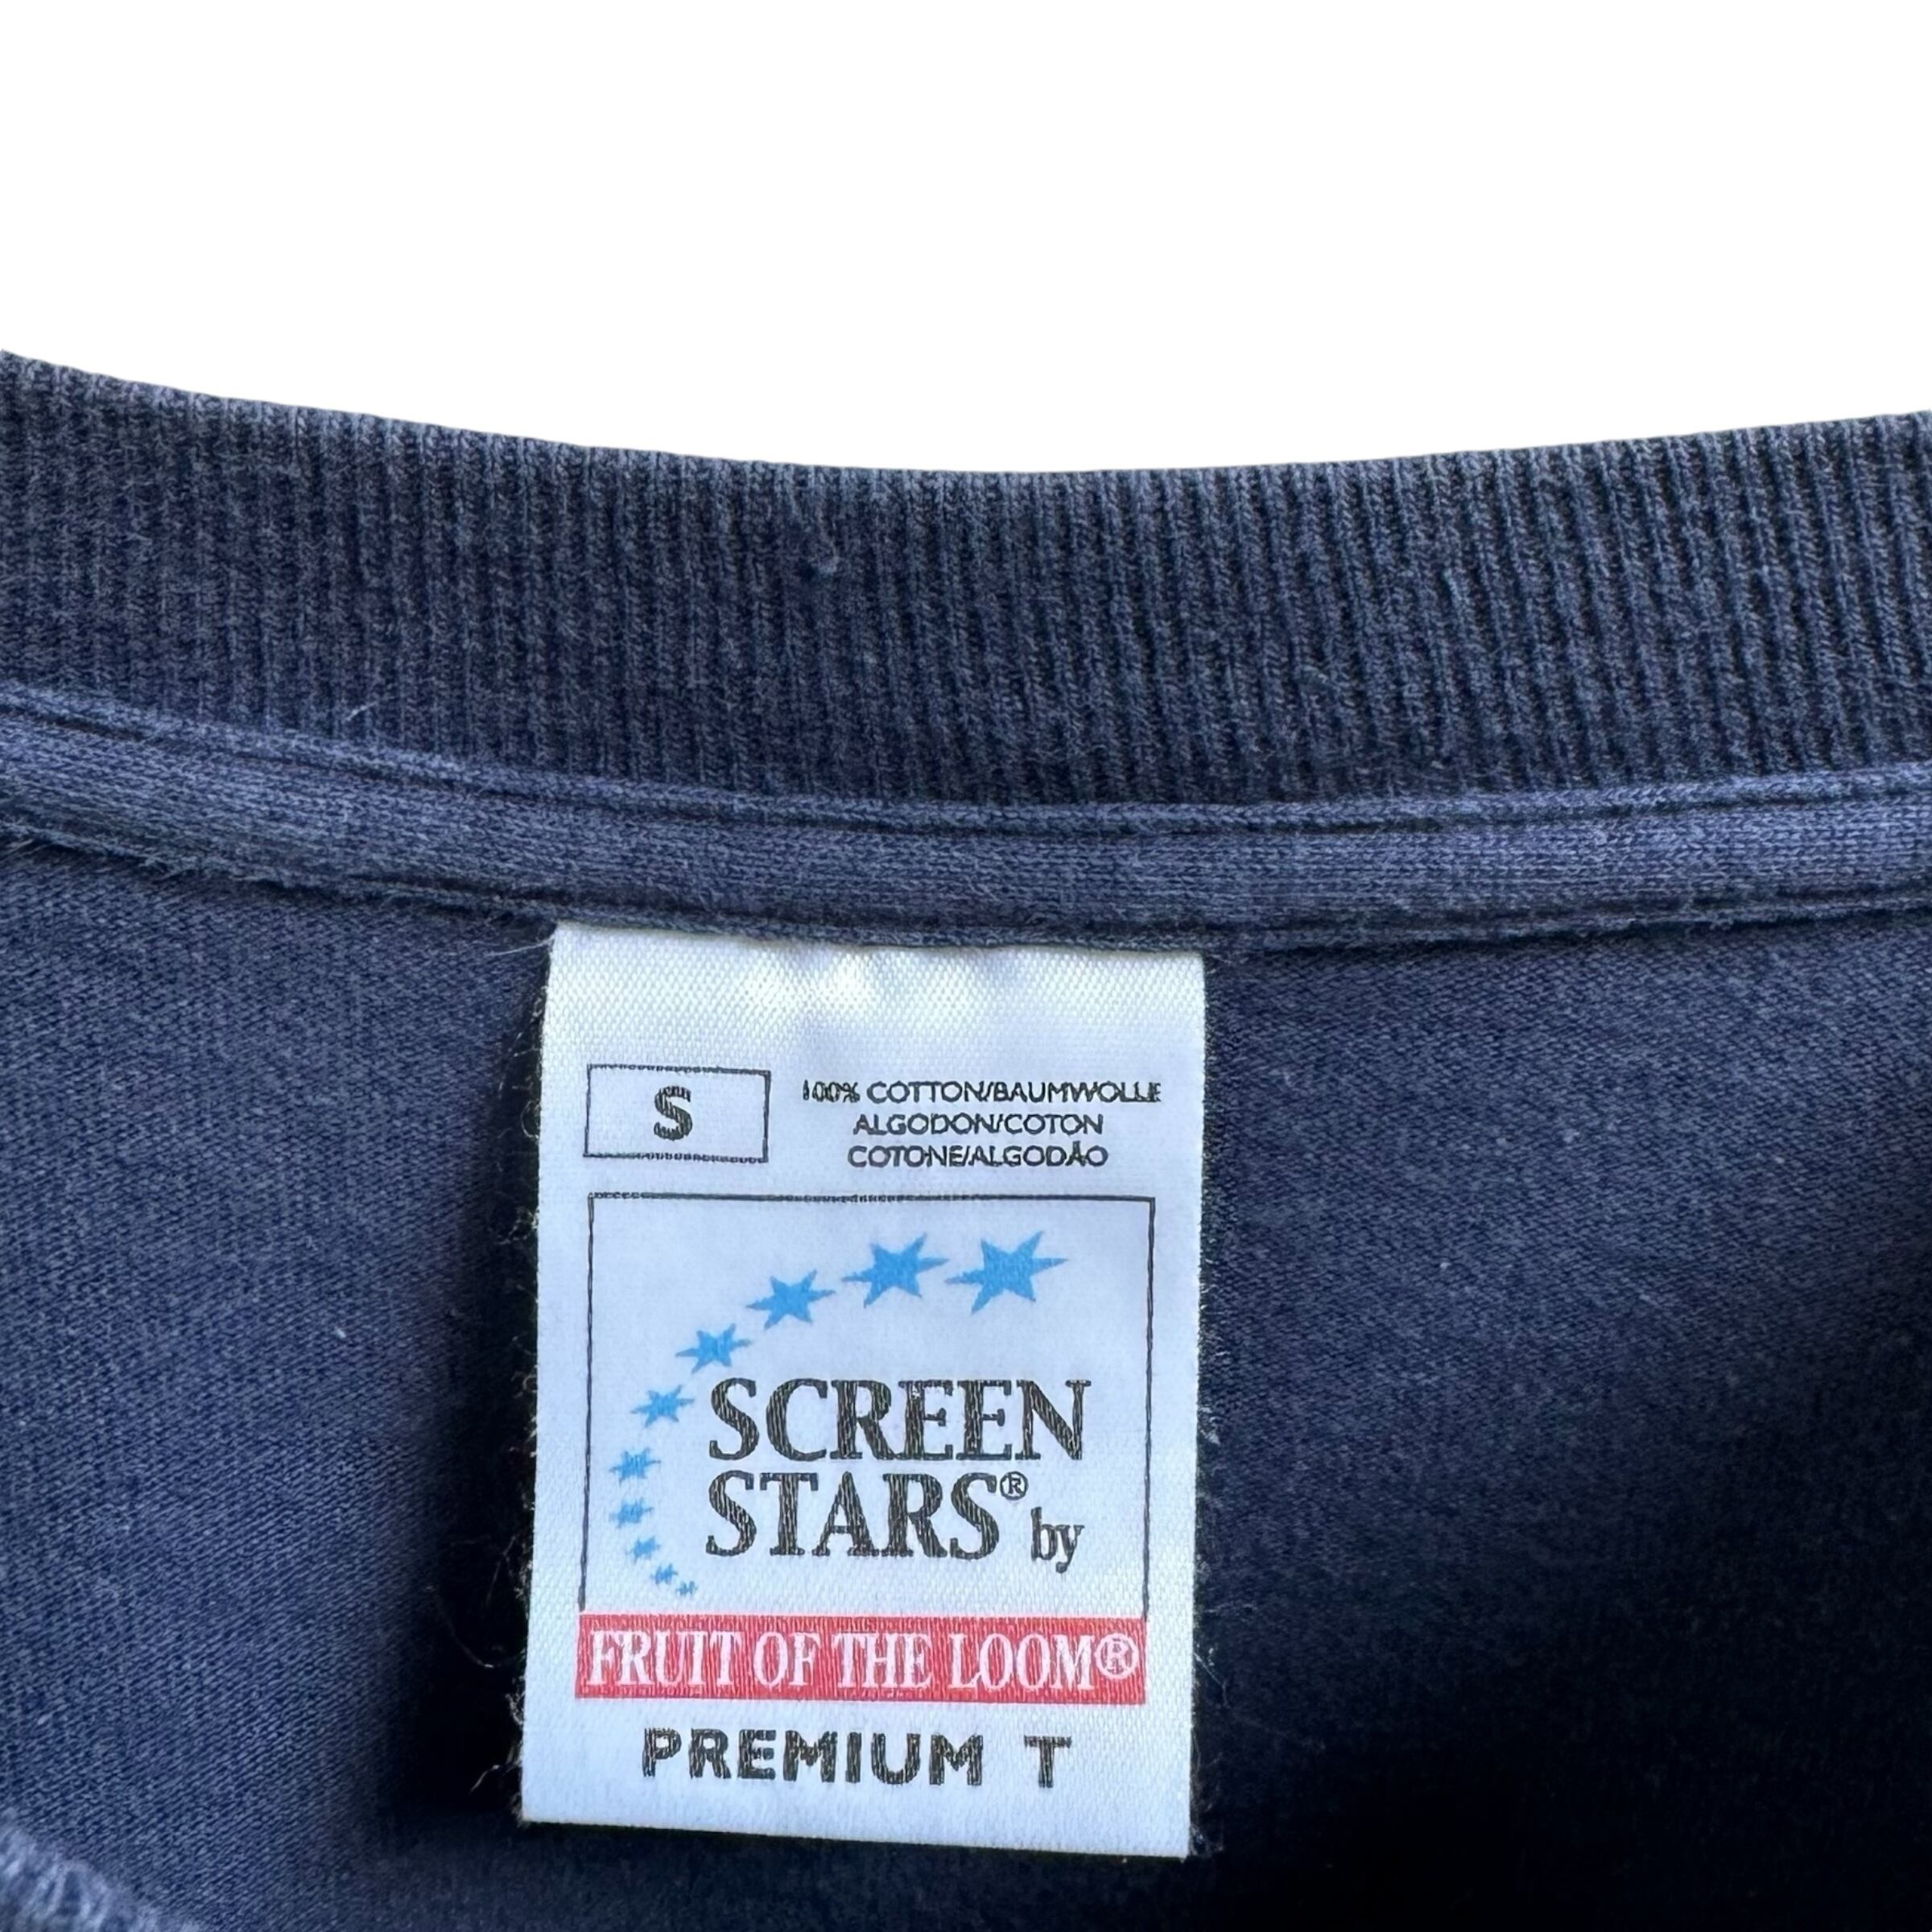 S
100% COTTON/BAUMWOLLE
ALGODON/COTON
COTONE/ALGODÃO
SCREEN
STARS® by
FRUIT OF THE LOOM®
PREMIUM T